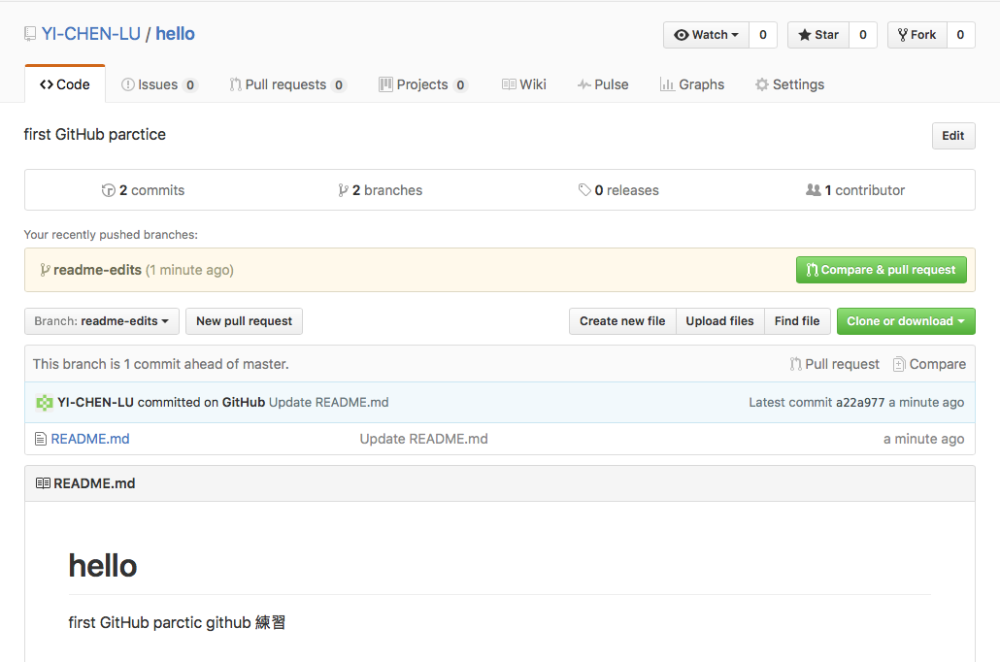 YI-CHEN-LU / hello Watch 0 Star 0 Fork 0
Code Issues 0 Pull requests 0 Projects 0 Wiki Pulse Graphs Settings
first GitHub parctice Edit
2 commits 2 branches 0 releases 1 contributor
Your recently pushed branches:
readme-edits (1 minute ago) Compare & pull request
Branch: readme-edits New pull request Create new file Upload files Find file Clone or download
This branch is 1 commit ahead of master. Pull request Compare
YI-CHEN-LU committed on GitHub Update README.md Latest commit a22a977 a minute ago
README.md Update README.md a minute ago
README.md
hello
first GitHub parctic github 練習